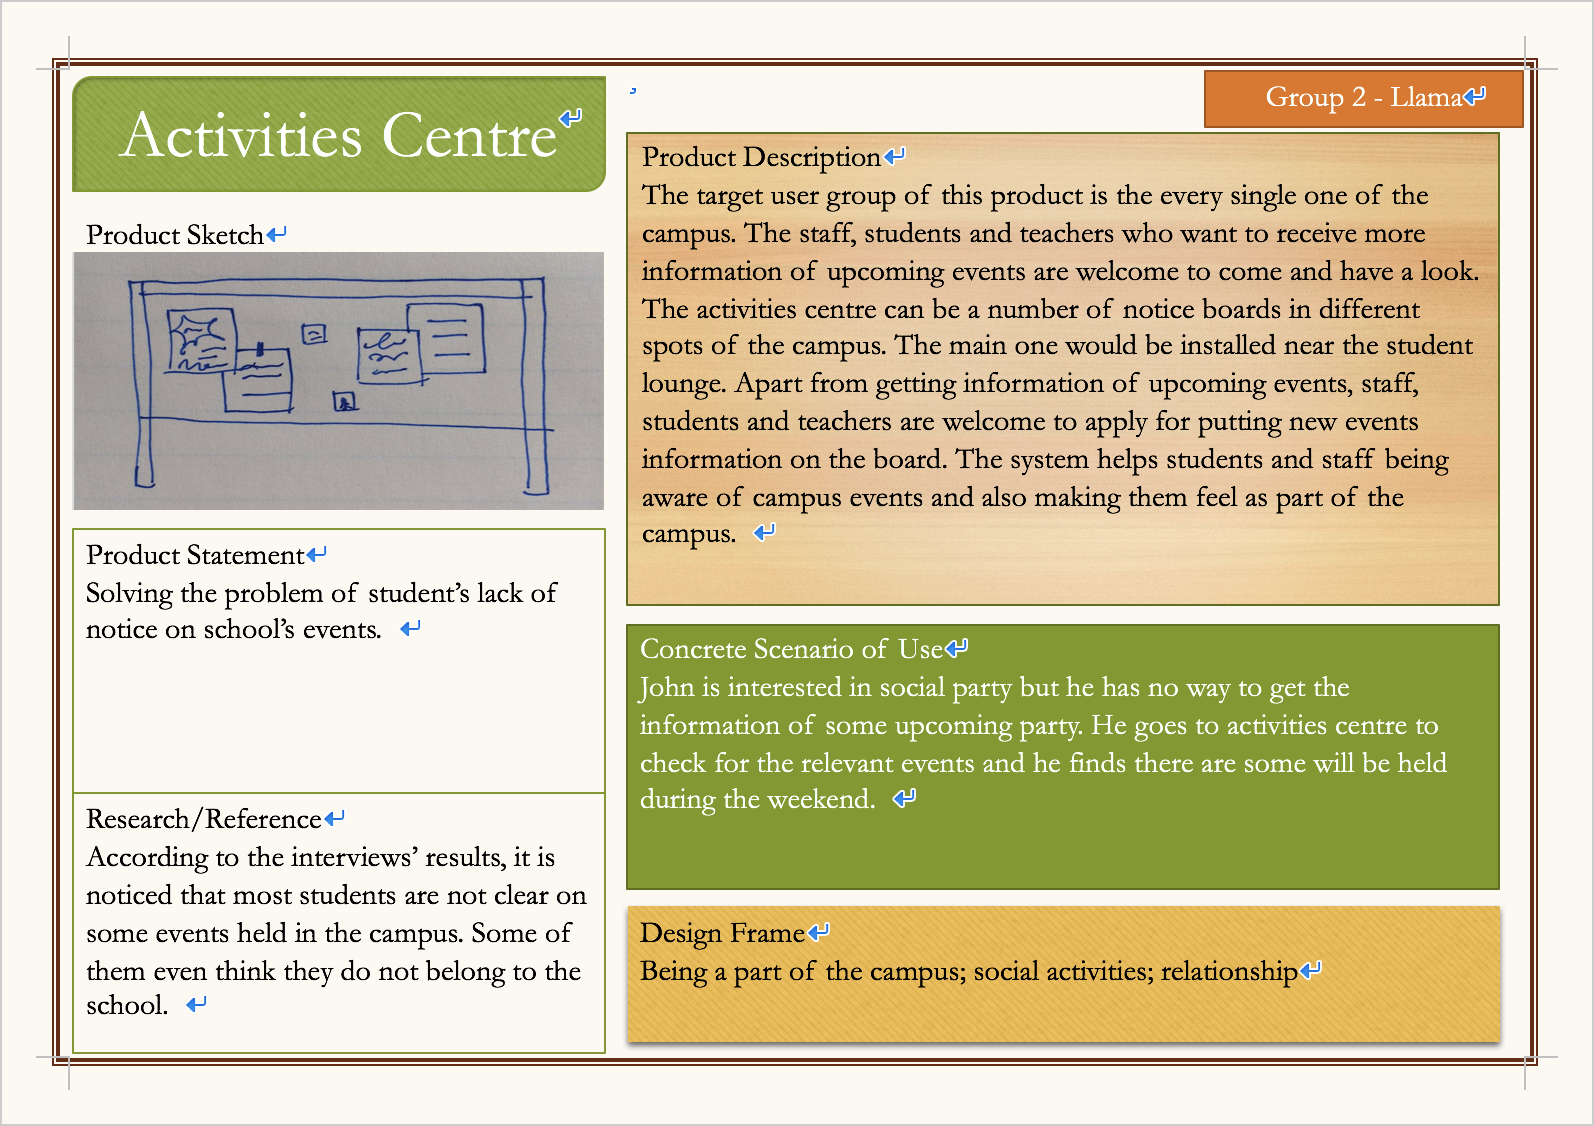 Activities Centre
Group 2 - Llama
Product Sketch
Product Statement
Solving the problem of student’s lack of
notice on school’s events.
Research/Reference
According to the interviews’ results, it is
noticed that most students are not clear on
some events held in the campus. Some of
them even think they do not belong to the
school.
Product Description
The target user group of this product is the every single one of the
campus. The staff, students and teachers who want to receive more
information of upcoming events are welcome to come and have a look.
The activities centre can be a number of notice boards in different
spots of the campus. The main one would be installed near the student
lounge. Apart from getting information of upcoming events, staff,
students and teachers are welcome to apply for putting new events
information on the board. The system helps students and staff being
aware of campus events and also making them feel as part of the
campus.
Concrete Scenario of Use
John is interested in social party but he has no way to get the
information of some upcoming party. He goes to activities centre to
check for the relevant events and he finds there are some will be held
during the weekend.
Design Frame
Being a part of the campus; social activities; relationship